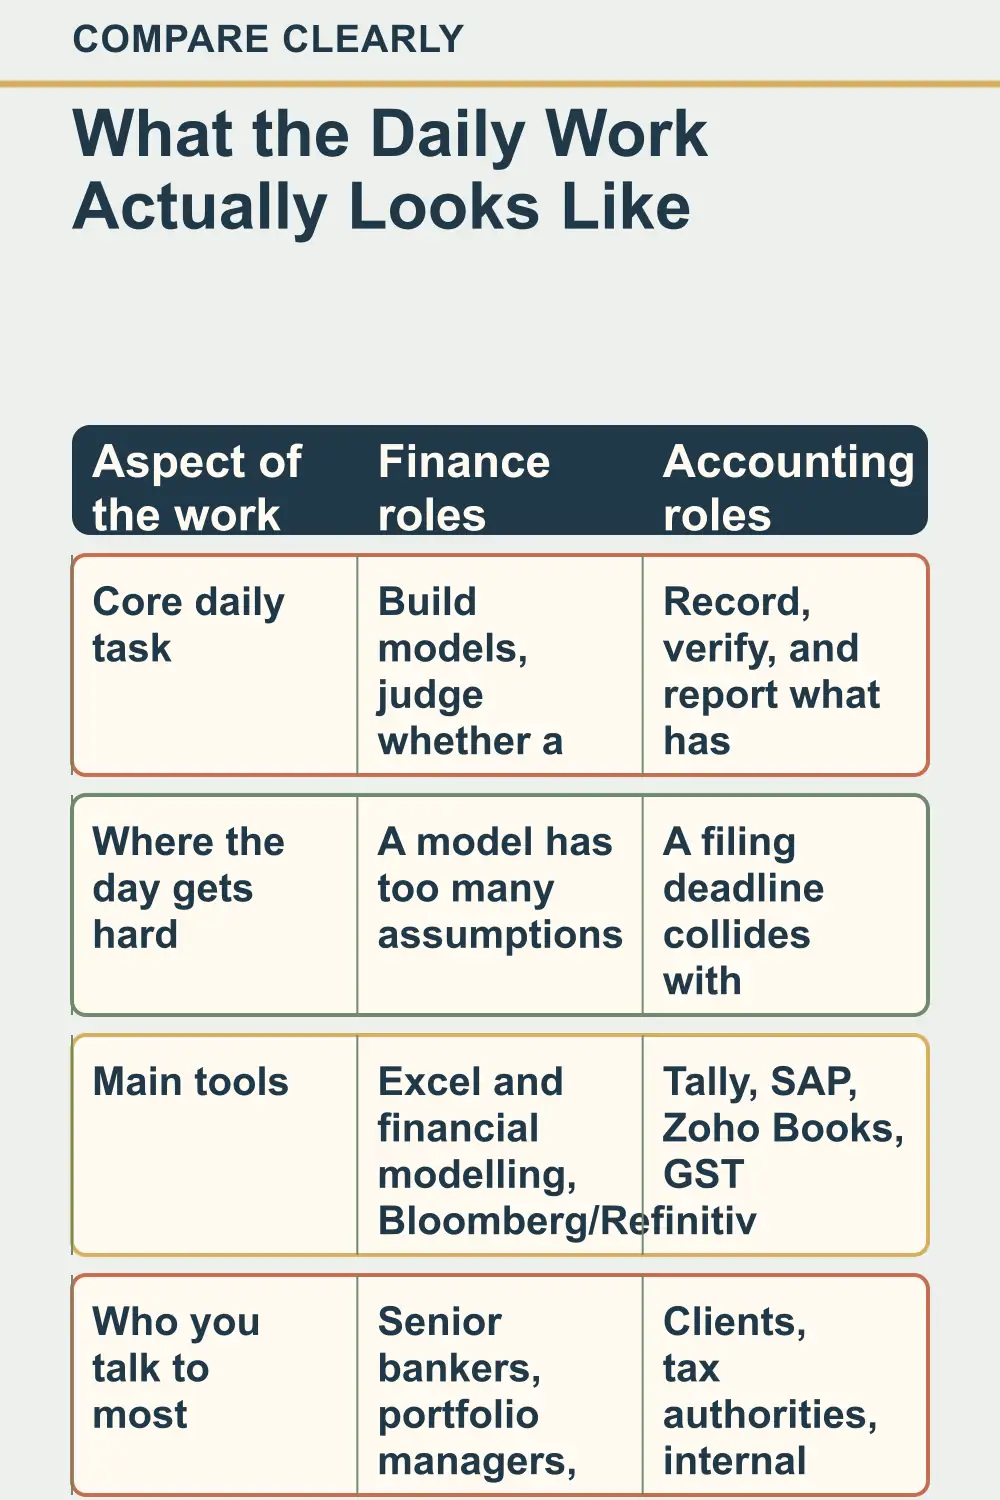 COMPARE CLEARLY
What the Daily Work
Actually Looks Like
Aspect of
the work
Finance
roles
Accounting
roles
Core daily
task
Build
models,
judge
whether a
Record,
verify, and
report what
has
Where the
day gets
hard
A model has
too many
assumptions
A filing
deadline
collides
with
Main tools
Excel and
financial
modelling,
Bloomberg/Refinitiv
Tally, SAP,
Zoho Books,
GST
Who you
talk to
most
Senior
bankers,
portfolio
managers,
Clients,
tax
authorities,
internal